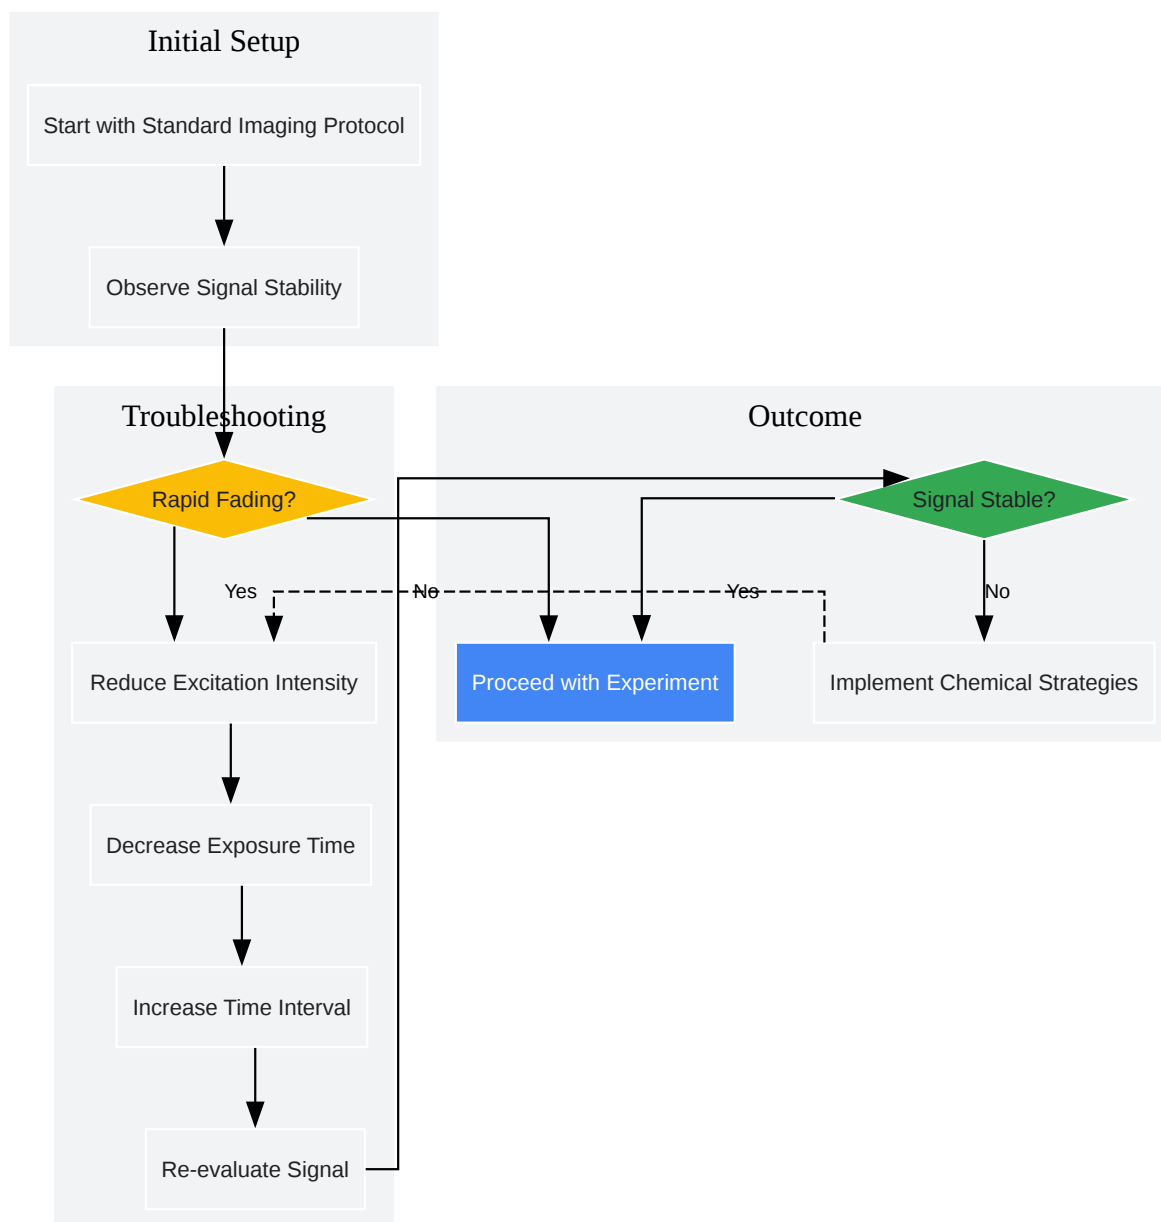 Initial Setup
Start with Standard Imaging Protocol
Observe Signal Stability
Troubleshooting
Outcome
Rapid Fading?
Signal Stable?
Yes
No
Yes
No
Reduce Excitation Intensity
Proceed with Experiment
Implement Chemical Strategies
Decrease Exposure Time
Increase Time Interval
Re-evaluate Signal